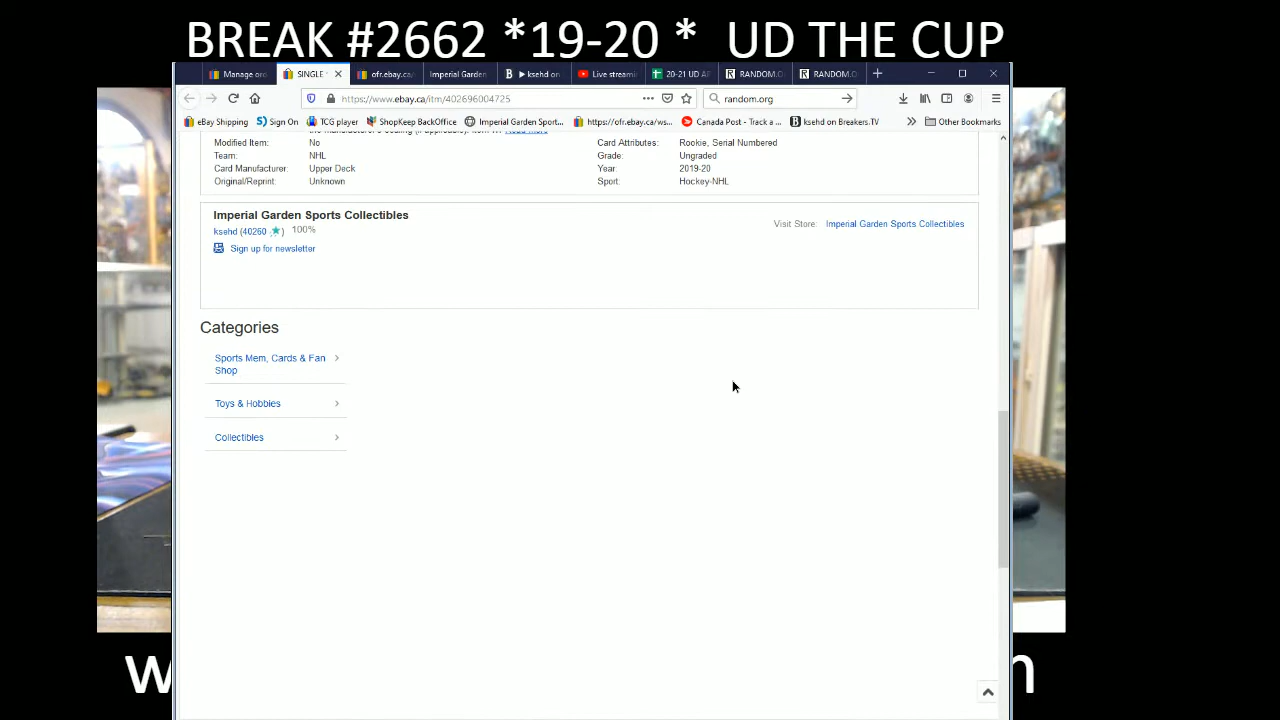 BREAK #2662 *19-20 * UD THE CUP
Manage or
SINGLE
ofr.ebay.ca/
Imperial Garden
ksehd on
Live streami
20-21 UD AF
RANDOM.O
RANDOM.O
https://www.ebay.ca/itm/402696004725
random.org
eBay Shipping
Sign On
TCG player
ShopKeep BackOffice
Imperial Garden Sport...
https://ofr.ebay.ca/ws...
Canada Post - Track a ...
ksehd on Breakers.TV
Other Bookmarks
Modified Item: No
Card Attributes: Rookie, Serial Numbered
Team: NHL
Grade: Ungraded
Card Manufacturer: Upper Deck
Year: 2019-20
Original/Reprint: Unknown
Sport: Hockey-NHL
Imperial Garden Sports Collectibles
ksehd (40260 ) 100%
Visit Store: Imperial Garden Sports Collectibles
Sign up for newsletter
Categories
Sports Mem, Cards & Fan
Shop
Toys & Hobbies
Collectibles